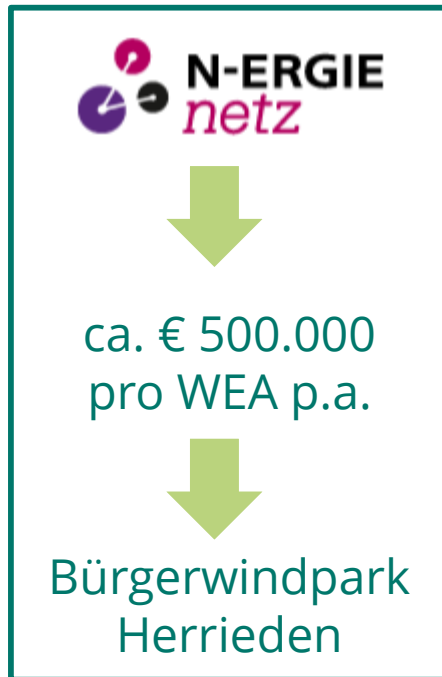 N-ERGIE
netz
ca. € 500.000
pro WEA p.a.
Bürgerwindpark
Herrieden